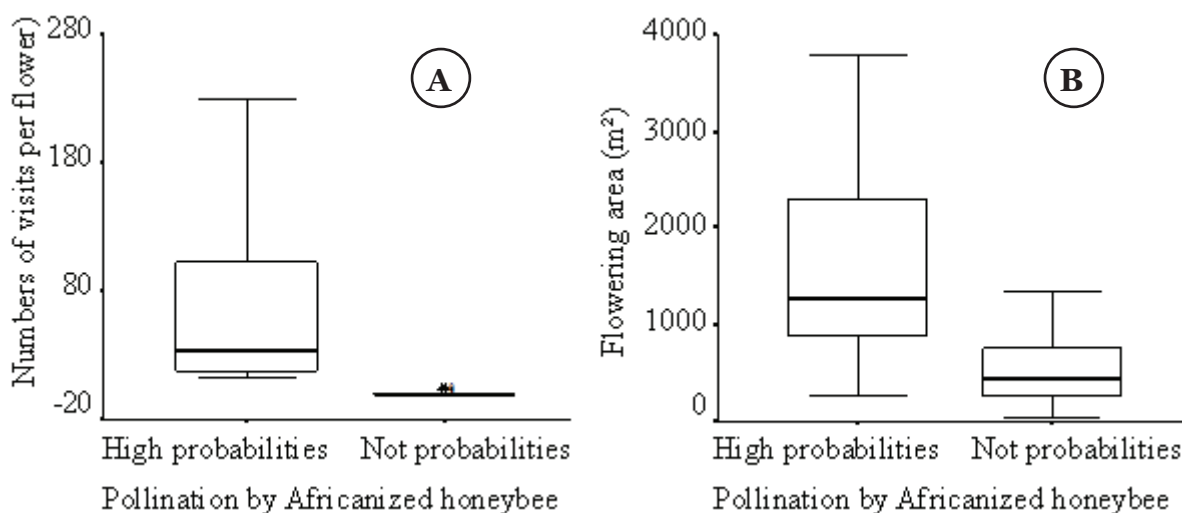 Numbers of visits per flower)
280
180
80
-20
A
High probabilities Not probabilities
Pollination by Africanized honeybee
Flowering area (m²)
4000
3000
2000
1000
0
B
High probabilities Not probabilities
Pollination by Africanized honeybee